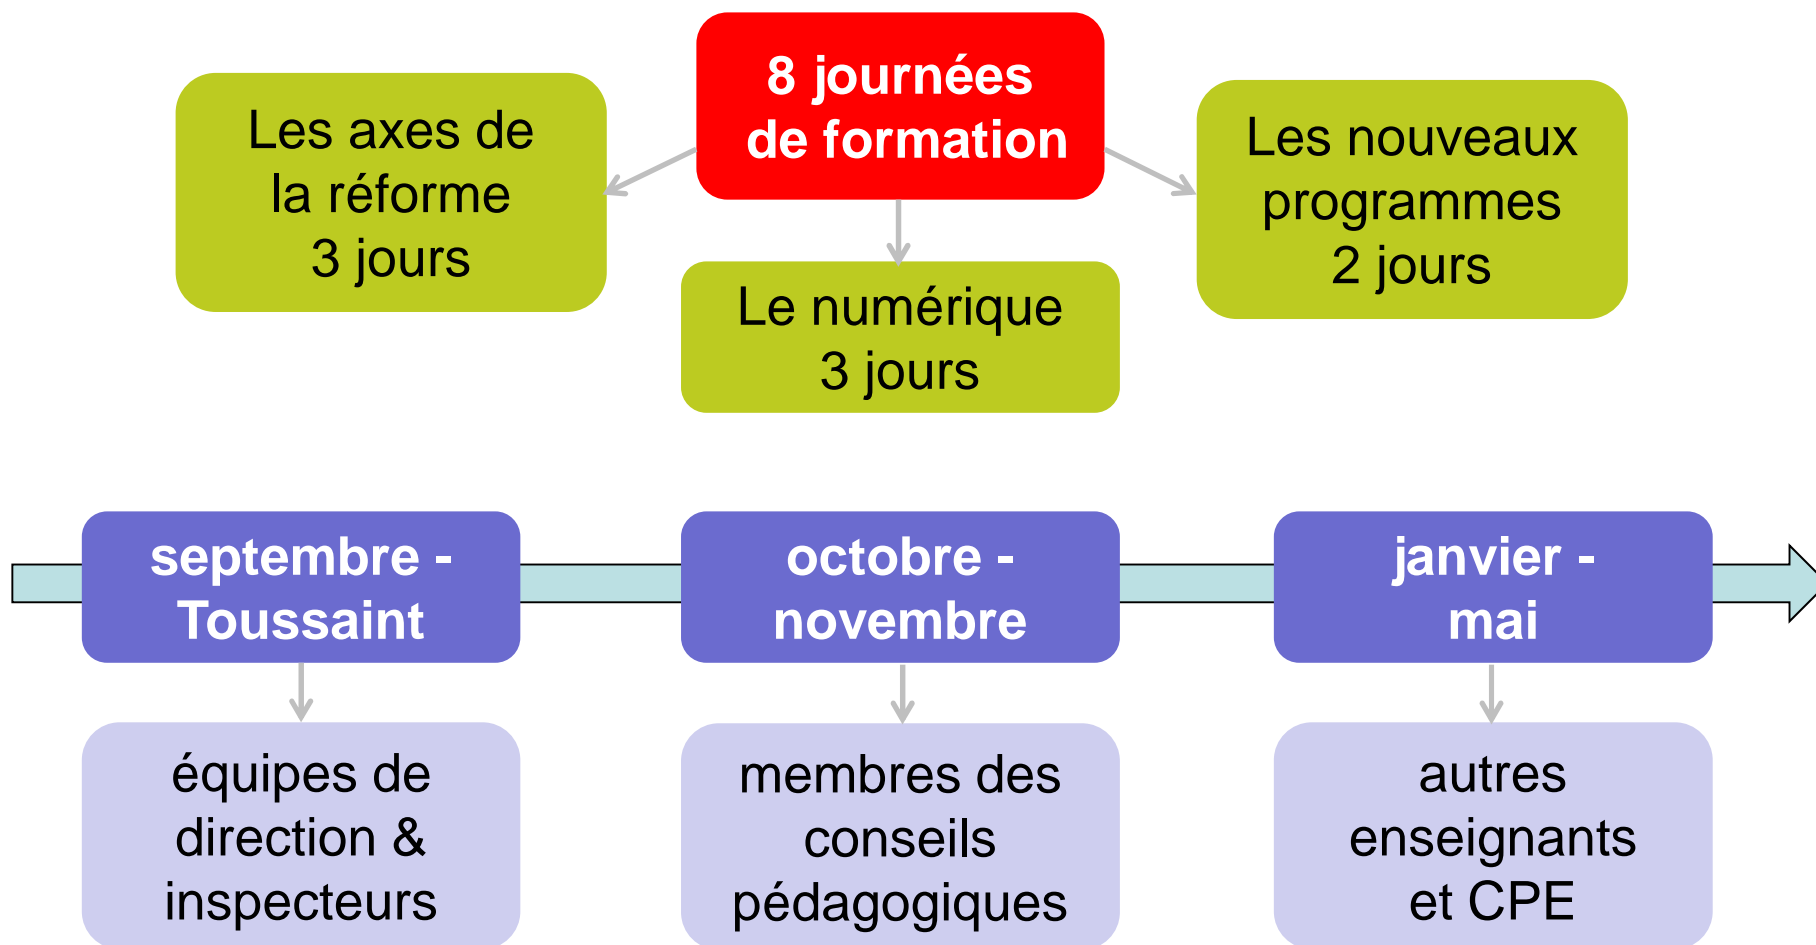 8 journées
de formation
Les axes de
la réforme
3 jours
Le numérique
3 jours
Les nouveaux
programmes
2 jours
septembre -
Toussaint
octobre -
novembre
janvier -
mai
équipes de
direction &
inspecteurs
membres des
conseils
pédagogiques
autres
enseignants
et CPE